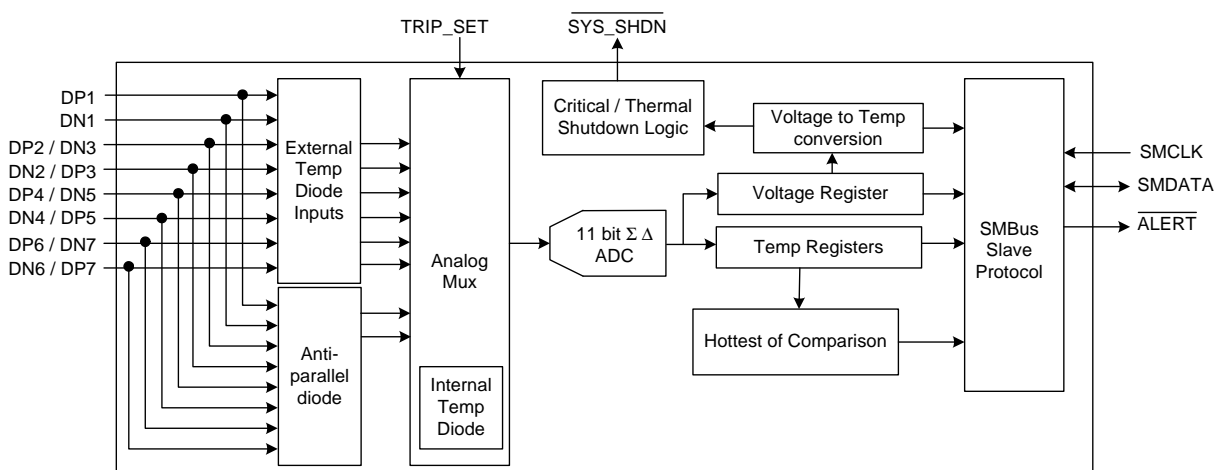 TRIP_SET
SYS_SHDN
DP1
DN1
DP2 / DN3
DN2 / DP3
DP4 / DN5
DN4 / DP5
DP6 / DN7
DN6 / DP7
External
Temp
Diode
Inputs
Anti-
parallel
diode
Analog
Mux
Internal
Temp
Diode
11 bit Σ Δ
ADC
Critical / Thermal
Shutdown Logic
Voltage to Temp
conversion
Voltage Register
Temp Registers
Hottest of Comparison
SMBus
Slave
Protocol
SMCLK
SMDATA
ALERT